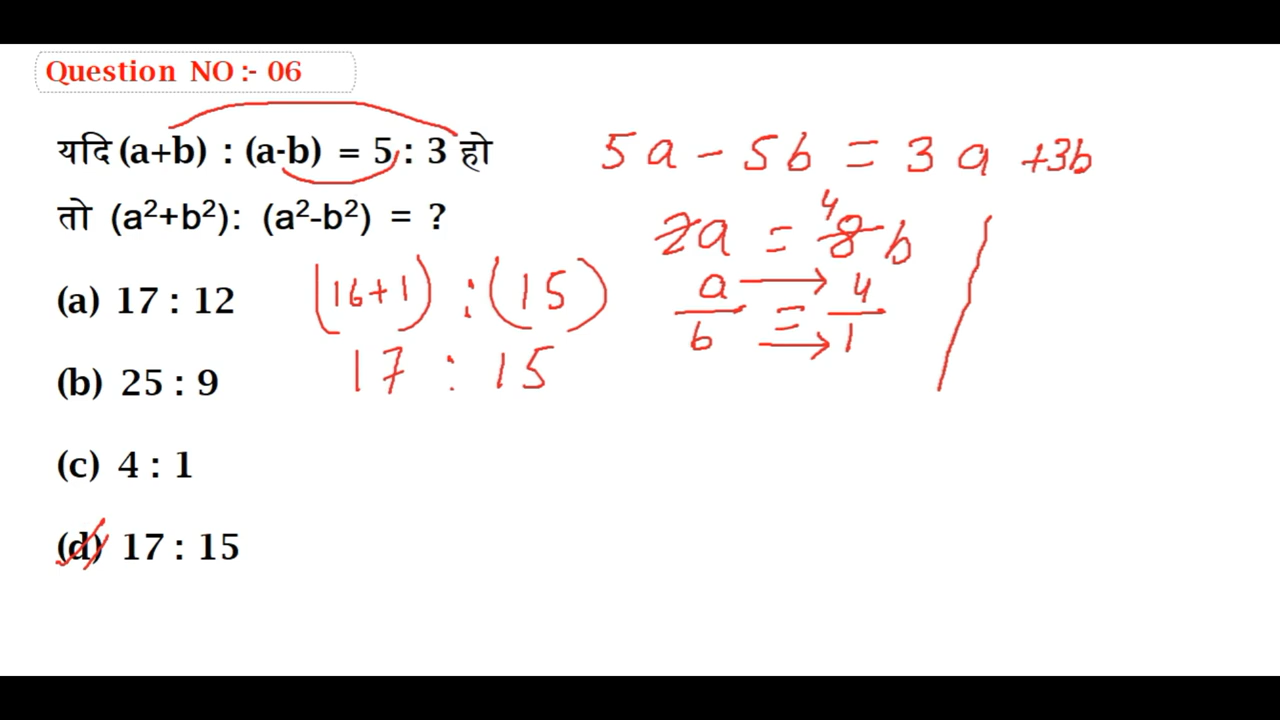 Question NO :- 06
यदि (a+b) : (a-b) = 5 : 3 हो
तो (a²+b²): (a²-b²) = ?
(a) 17 : 12
(b) 25 : 9
(c) 4 : 1
(d) 17 : 15
(16+1) : (15)
17 : 15
5a - 5b = 3a +3b
2a = 8b
4
a/b = 4/1